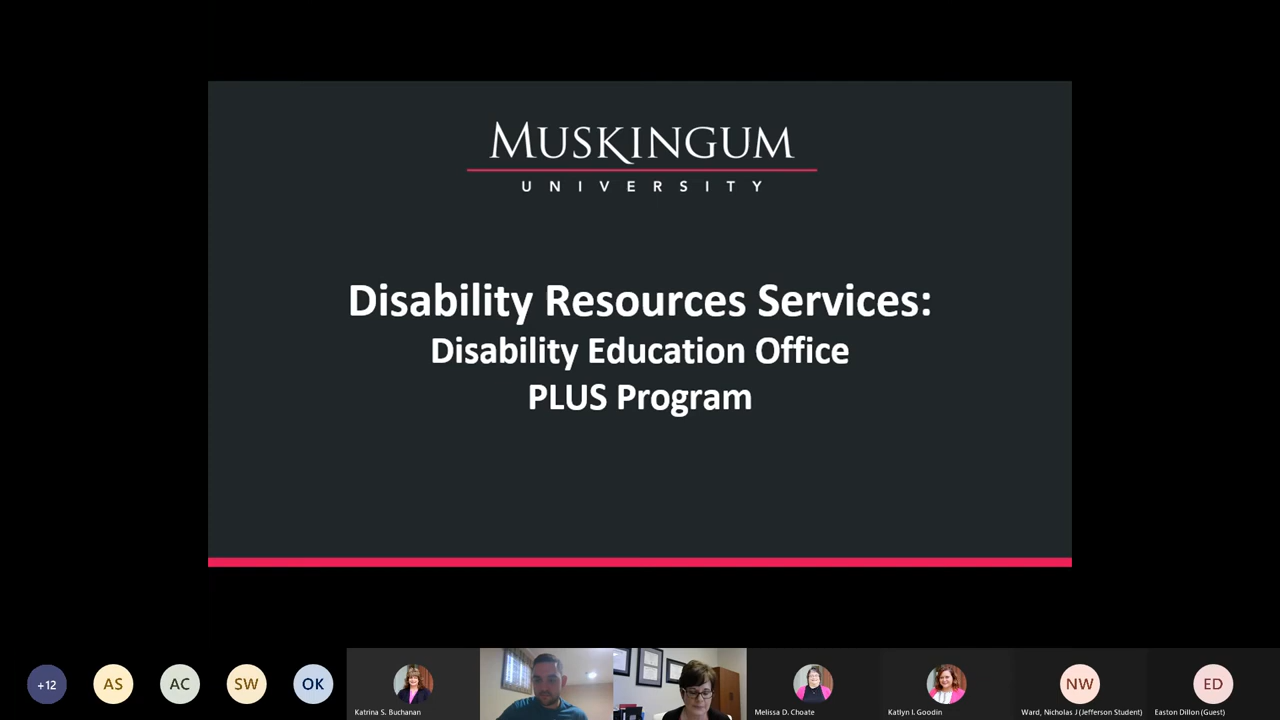 MUSKINGUM
UNIVERSITY
Disability Resources Services:
Disability Education Office
PLUS Program
+12
AS
AC
SW
OK
Katrina S. Buchanan
Melissa D. Choate
Katlyn I. Goodin
NW
Ward, Nicholas J (Jefferson Student)
ED
Easton Dillon (Guest)